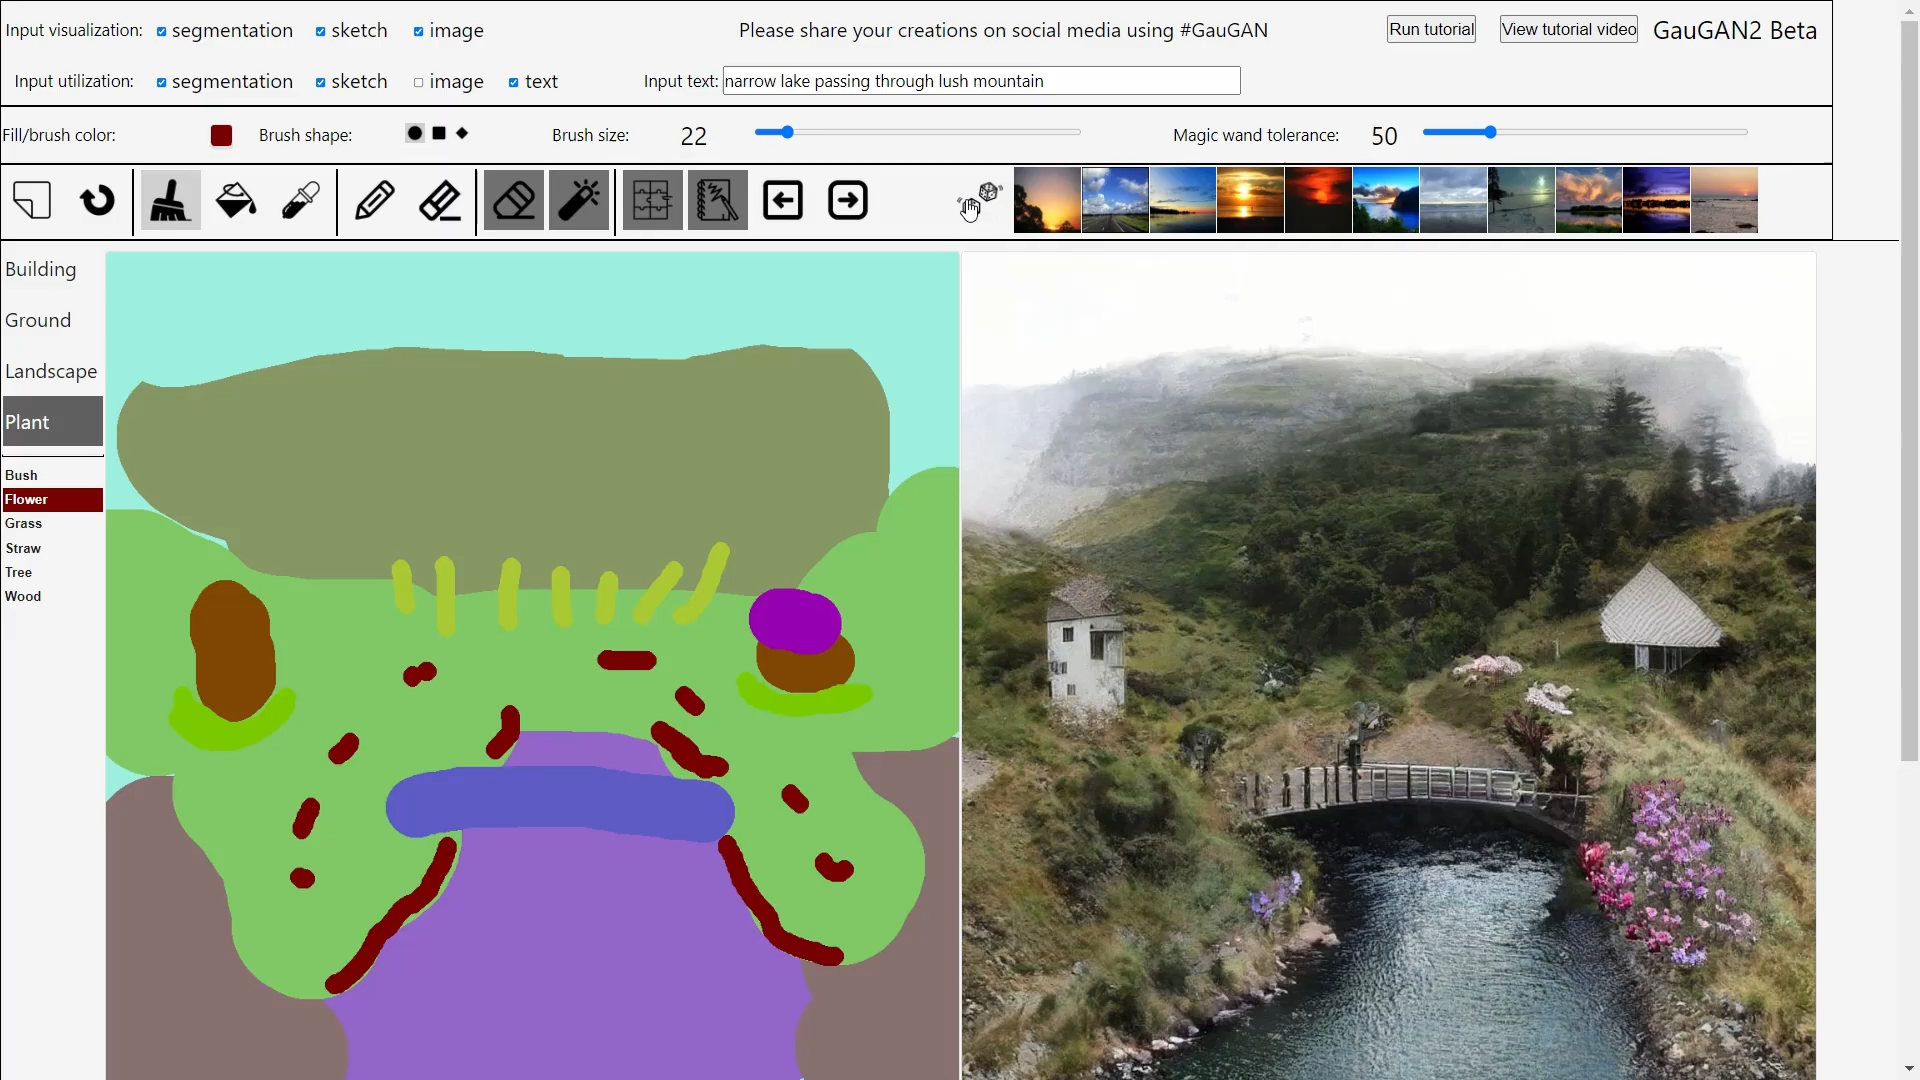 Input visualization: segmentation sketch image Please share your creations on social media using #GauGAN Run tutorial View tutorial video GauGAN2 Beta
Input utilization: segmentation sketch image text Input text: narrow lake passing through lush mountain
Fill/brush color: Brush shape: Brush size: 22 Magic wand tolerance: 50
Building
Ground
Landscape
Plant
Bush
Flower
Grass
Straw
Tree
Wood